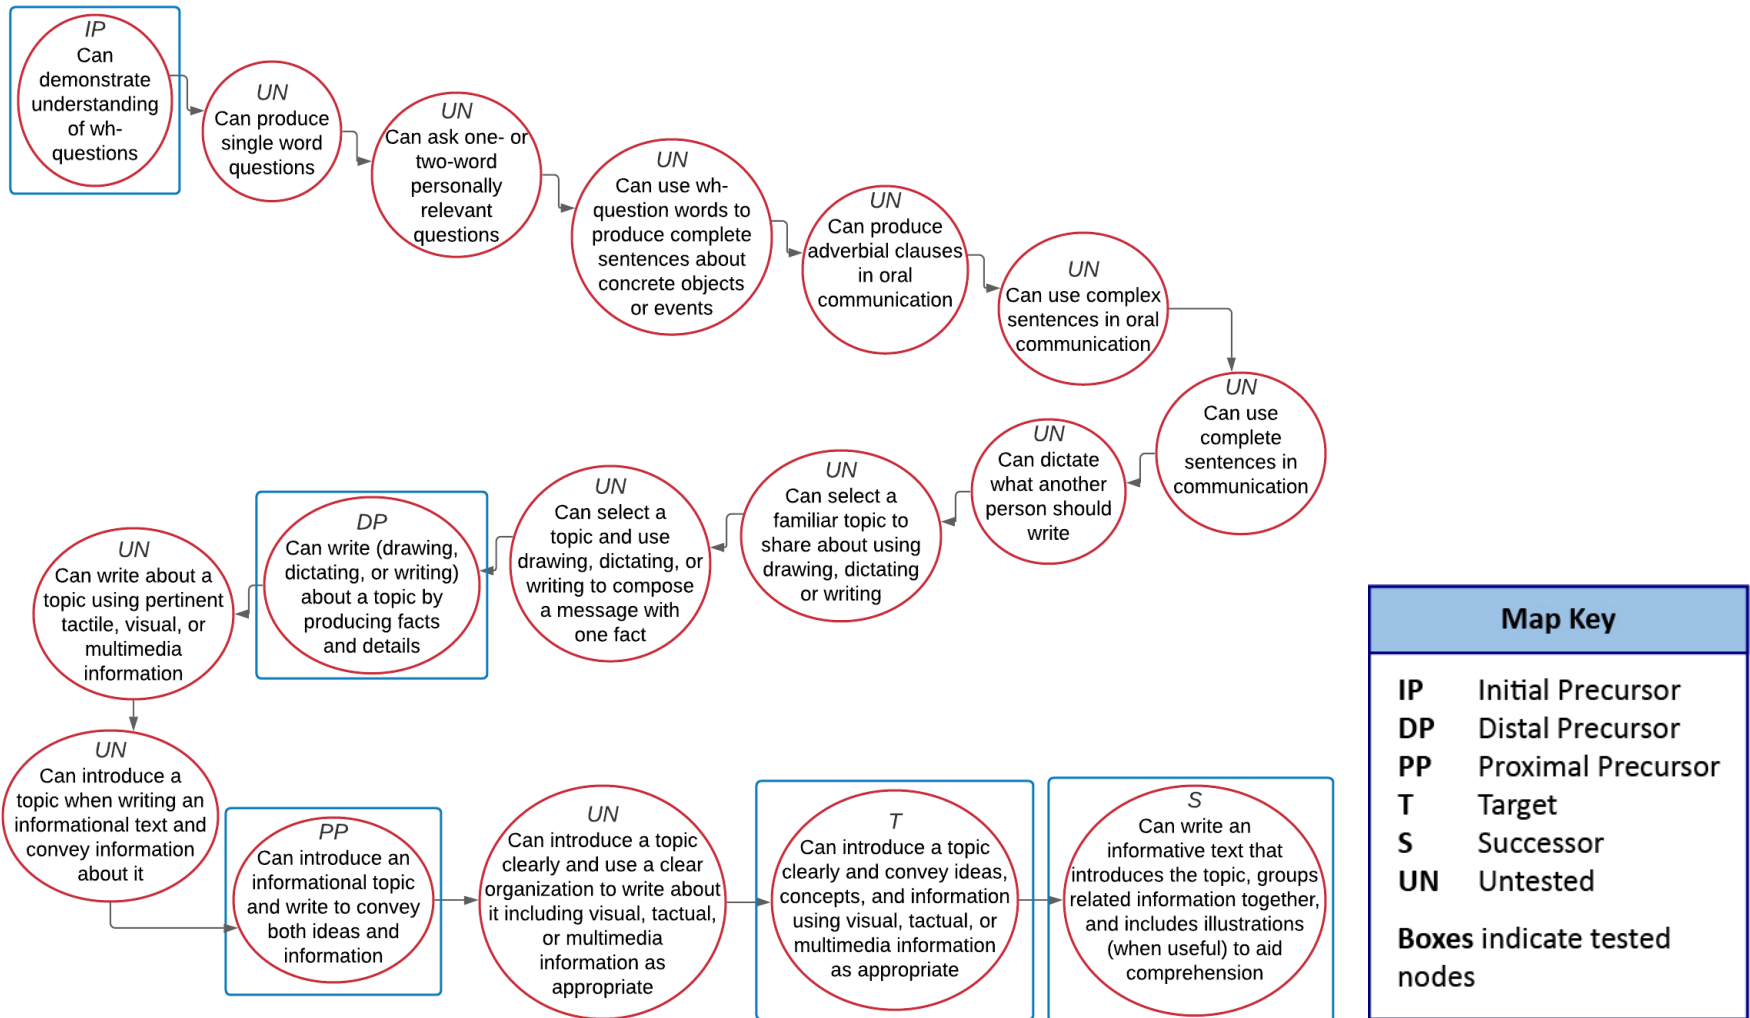 IP
Can
demonstrate
understanding
of wh-
questions
UN
Can produce
single word
questions
UN
Can ask one- or
two-word
personally
relevant
questions
UN
Can use wh-
question words to
produce complete
sentences about
concrete objects
or events
UN
Can produce
adverbial clauses
in oral
communication
UN
Can use complex
sentences in oral
communication
UN
Can use
complete
sentences in
communication
UN
Can dictate
what another
person should
write
UN
Can select a
familiar topic to
share about using
drawing, dictating
or writing
UN
Can select a
topic and use
drawing, dictating, or
writing to compose
a message with
one fact
DP
Can write (drawing,
dictating, or writing)
about a topic by
producing facts
and details
UN
Can write about a
topic using pertinent
tactile, visual, or
multimedia
information
UN
Can introduce a
topic when writing an
informational text and
convey information
about it
PP
Can introduce an
informational topic
and write to convey
both ideas and
information
UN
Can introduce a topic
clearly and use a clear
organization to write about
it including visual, tactual,
or multimedia
information as
appropriate
T
Can introduce a topic
clearly and convey ideas,
concepts, and information
using visual, tactual, or
multimedia information
as appropriate
S
Can write an
informative text that
introduces the topic, groups
related information together,
and includes illustrations
(when useful) to aid
comprehension
Map Key
IP Initial Precursor
DP Distal Precursor
PP Proximal Precursor
T Target
S Successor
UN Untested
Boxes indicate tested
nodes